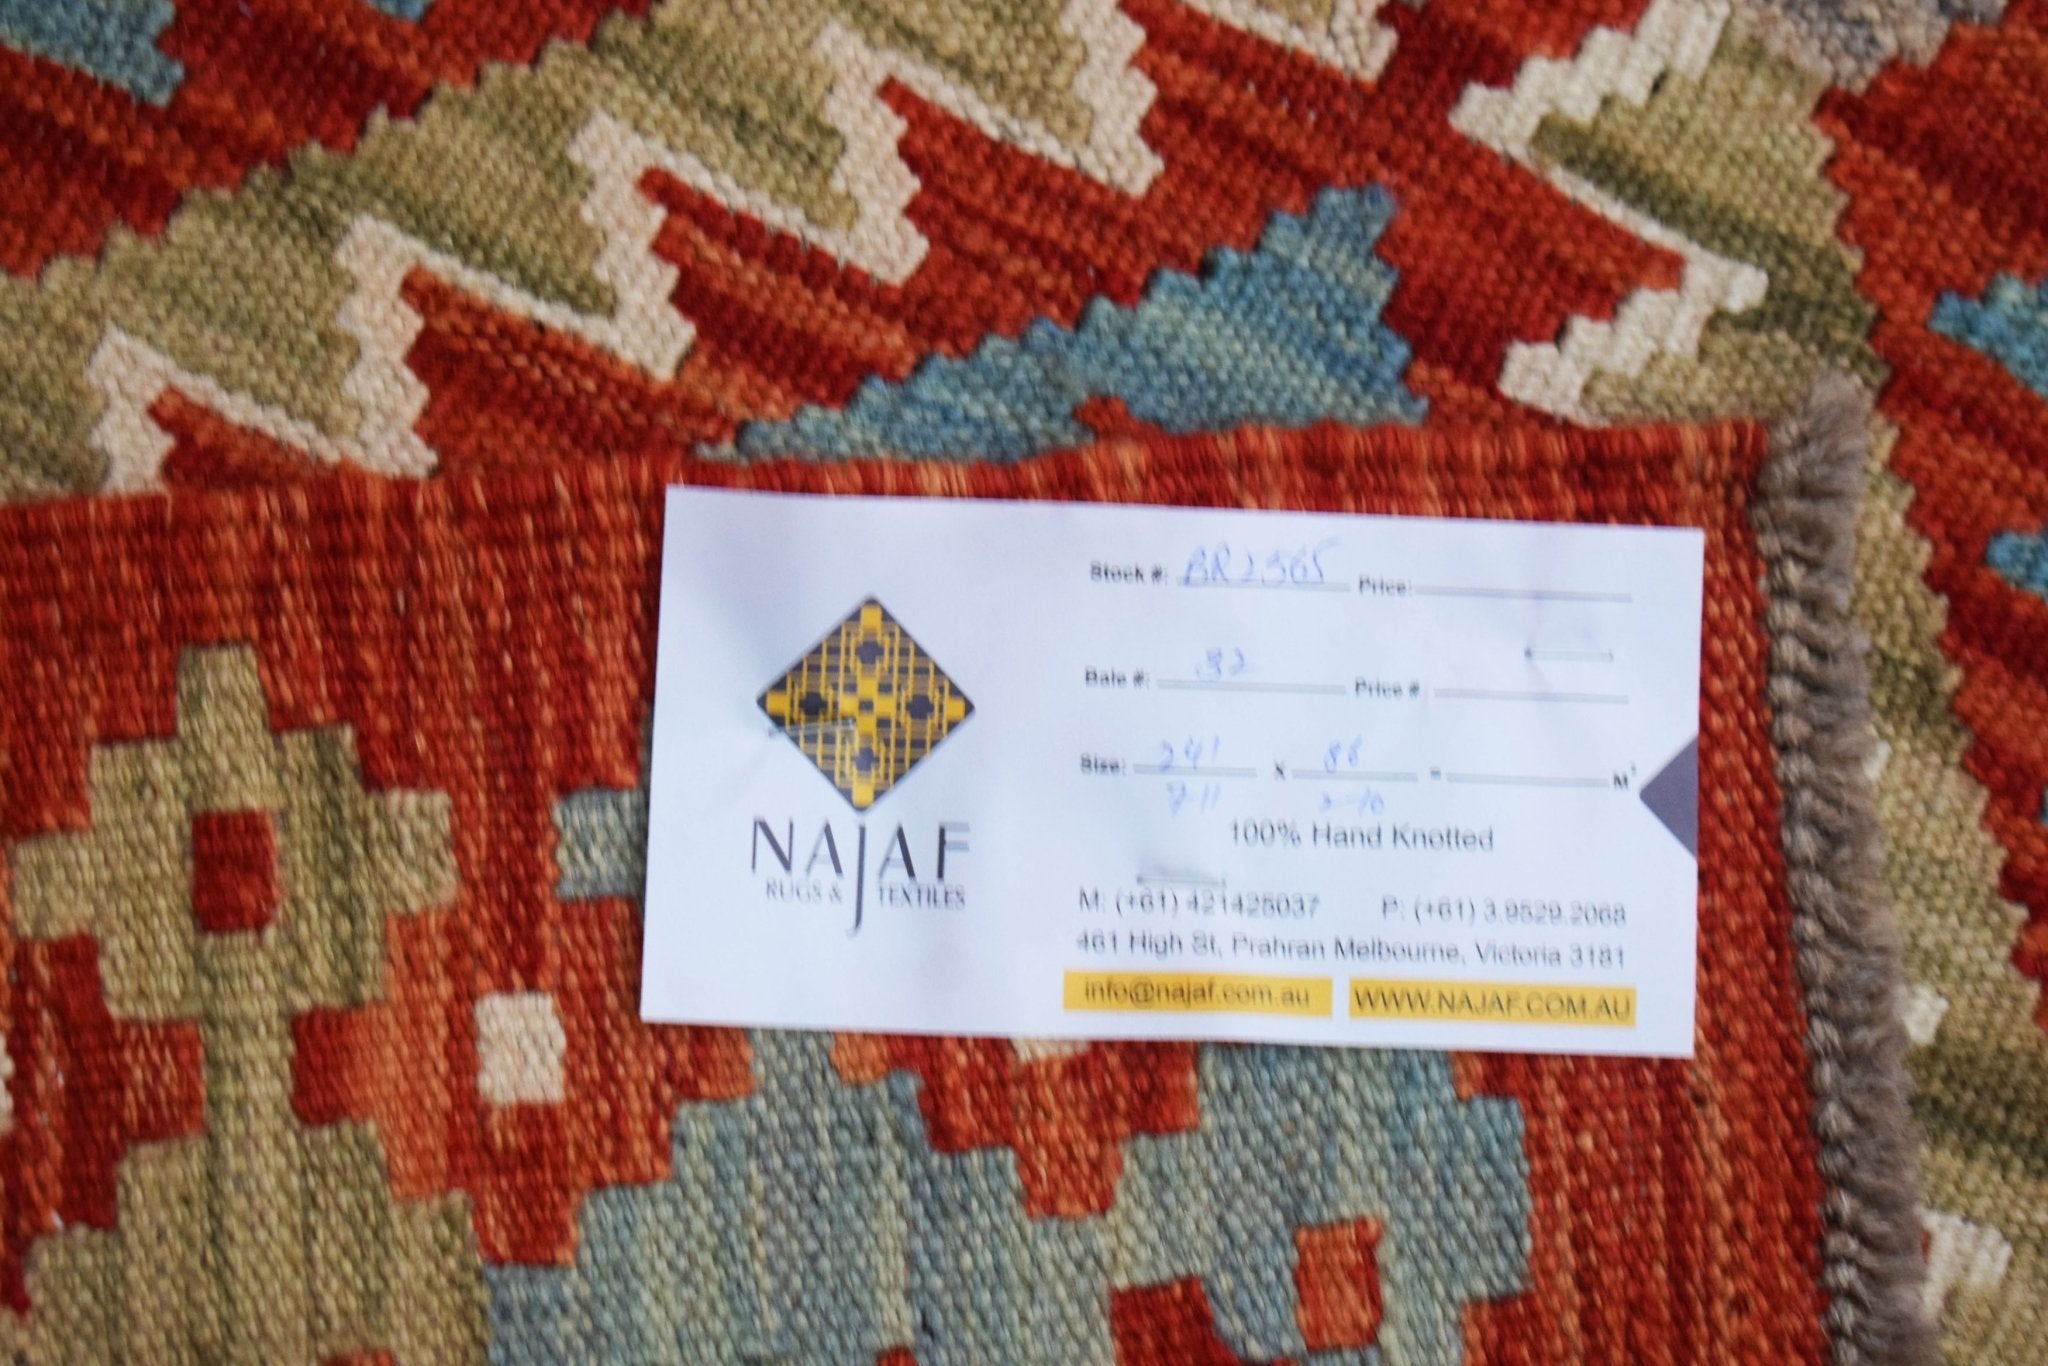 NAJAF
RUGS & TEXTILES
Stock #: BR2565 Price:
Bale #: 32 Price #
Size: 241 x 86 = M²
7-11 2-10
100% Hand Knotted
M: (+61) 421425037 P: (+61) 3.9529.2068
461 High St, Prahran Melbourne, Victoria 3181
info@najaf.com.au WWW.NAJAF.COM.AU